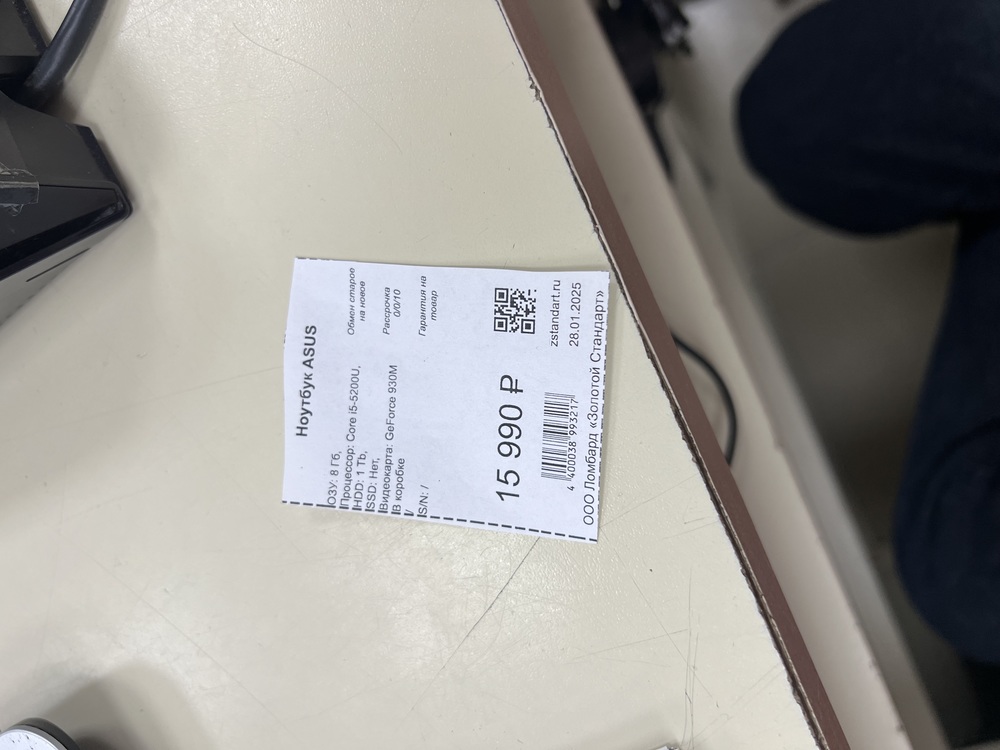 Ноутбук ASUS
ОЗУ: 8 Гб,
Процессор: Core i5-5200U,
HDD: 1 Tb,
SSD: Нет,
Видеокарта: GeForce 930M
В коробке
/
S/N: /
Обмен старое
на новое
Рассрочка
0/0/10
Гарантия на
товар
15 990 ₽
4 400038 993217
zstandart.ru
28.01.2025
ООО Ломбард «Золотой Стандарт»